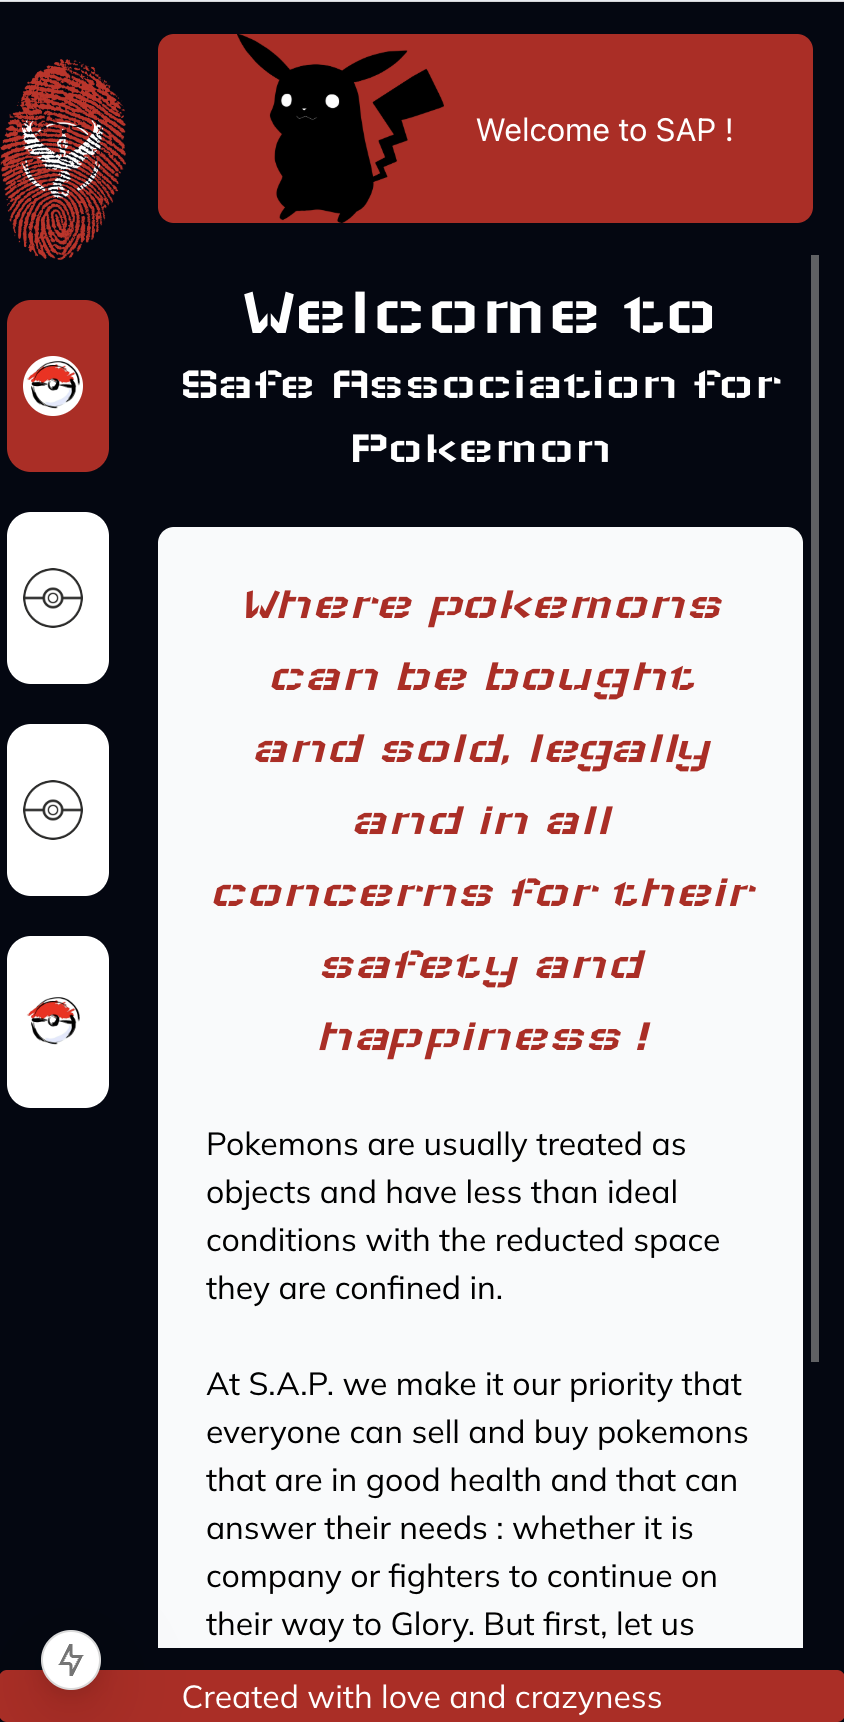 Welcome to SAP !
Welcome to
Safe Association for
Pokemon
Where pokemons
can be bought
and sold, legally
and in all
concerns for their
safety and
happiness !
Pokemons are usually treated as
objects and have less than ideal
conditions with the reducted space
they are confined in.
At S.A.P. we make it our priority that
everyone can sell and buy pokemons
that are in good health and that can
answer their needs : whether it is
company or fighters to continue on
their way to Glory. But first, let us
Created with love and crazyness